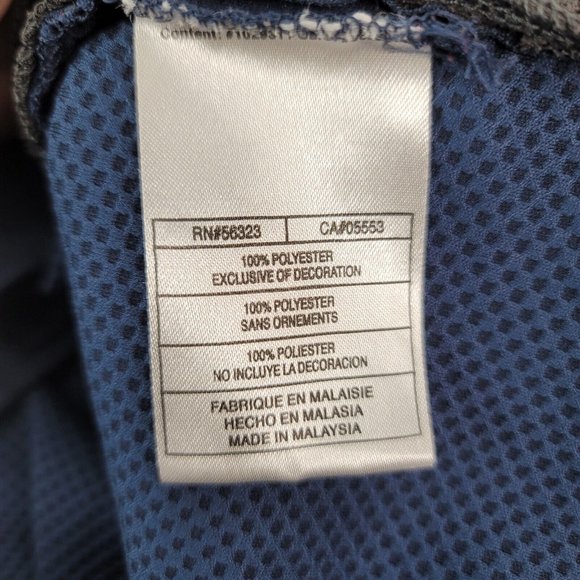 Content:
RN#56323 CA#05553
100% POLYESTER
EXCLUSIVE OF DECORATION
100% POLYESTER
SANS ORNEMENTS
100% POLIESTER
NO INCLUYE LA DECORACION
FABRIQUE EN MALAISIE
HECHO EN MALASIA
MADE IN MALAYSIA